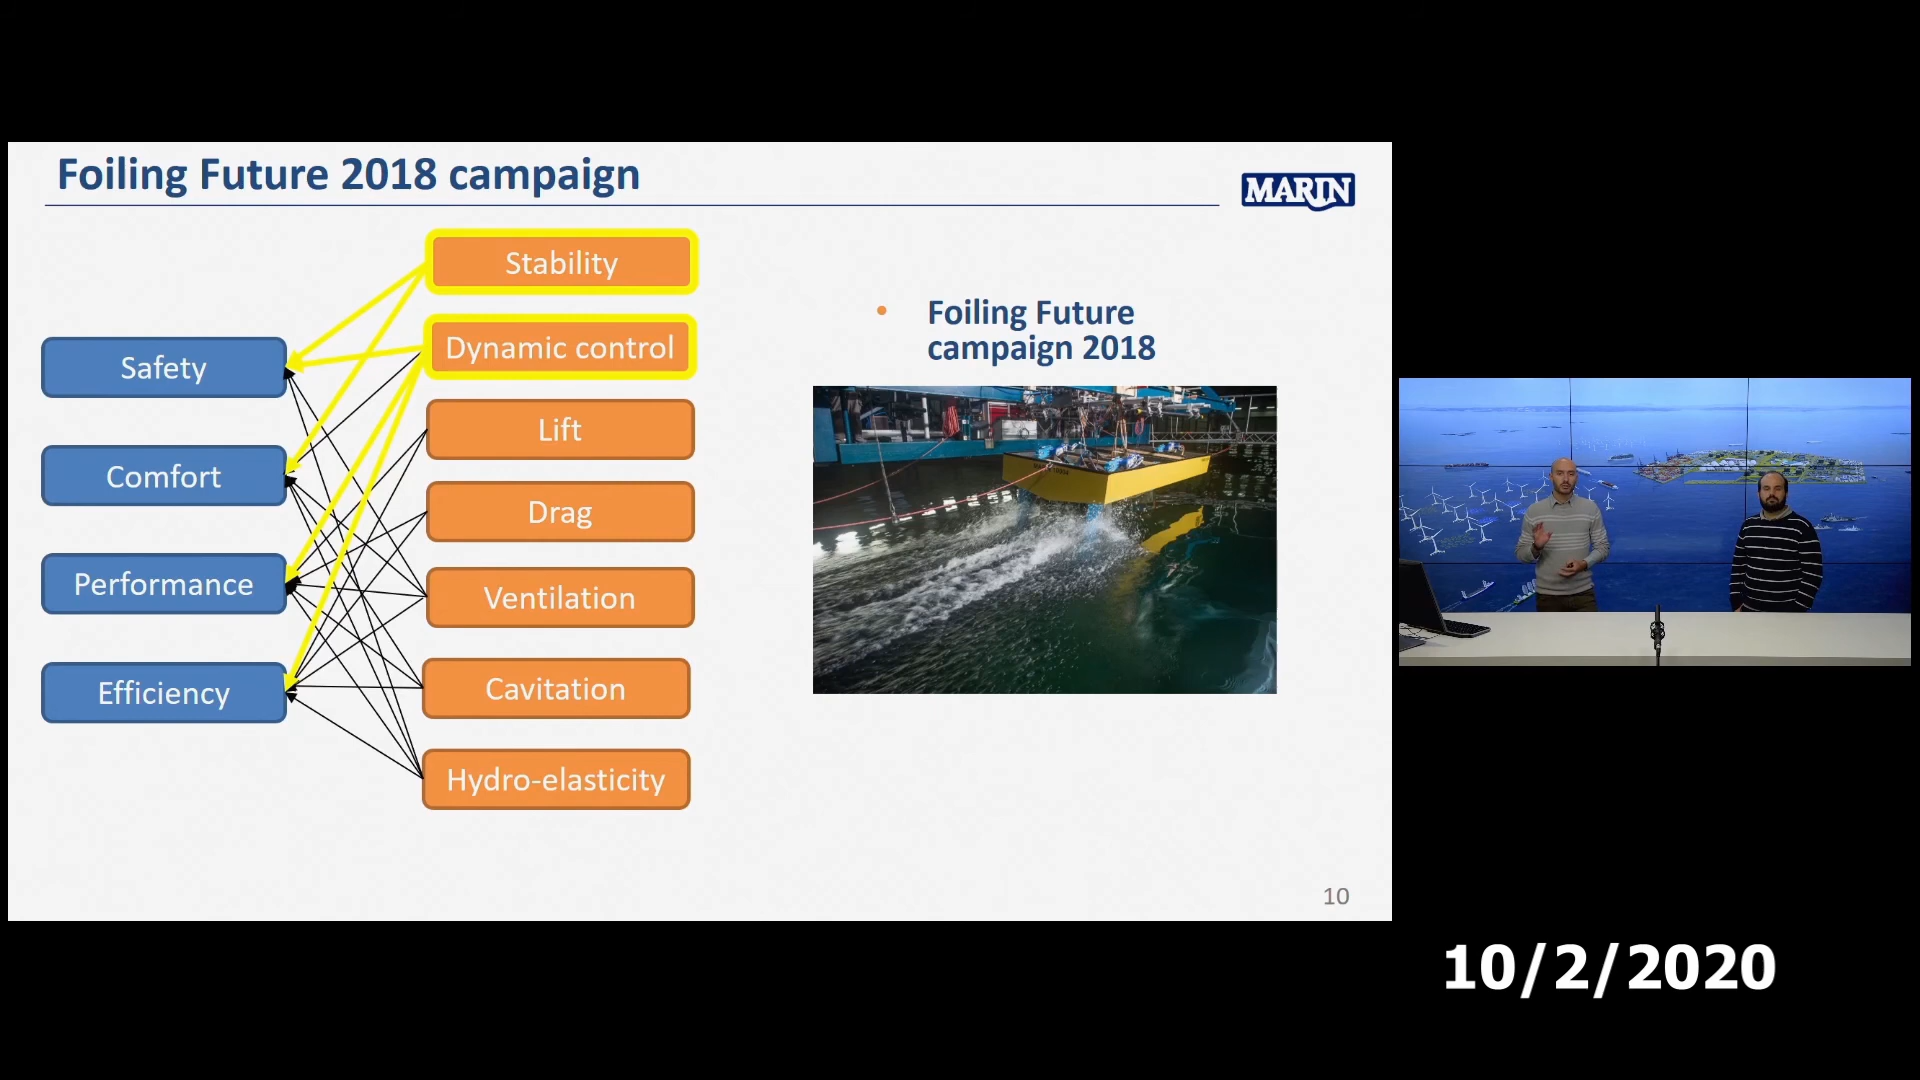 Foiling Future 2018 campaign
MARIN
Stability
Dynamic control
Lift
Drag
Ventilation
Cavitation
Hydro-elasticity
Safety
Comfort
Performance
Efficiency
Foiling Future
campaign 2018
10
10/2/2020